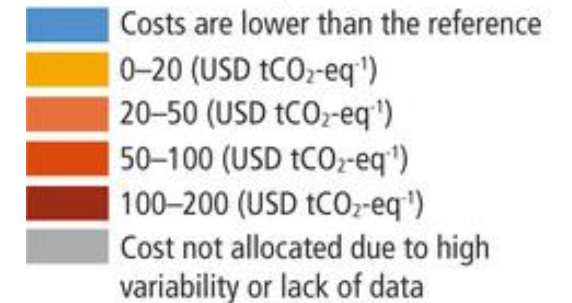 Costs are lower than the reference
0–20 (USD tCO₂-eq⁻¹)
20–50 (USD tCO₂-eq⁻¹)
50–100 (USD tCO₂-eq⁻¹)
100–200 (USD tCO₂-eq⁻¹)
Cost not allocated due to high
variability or lack of data